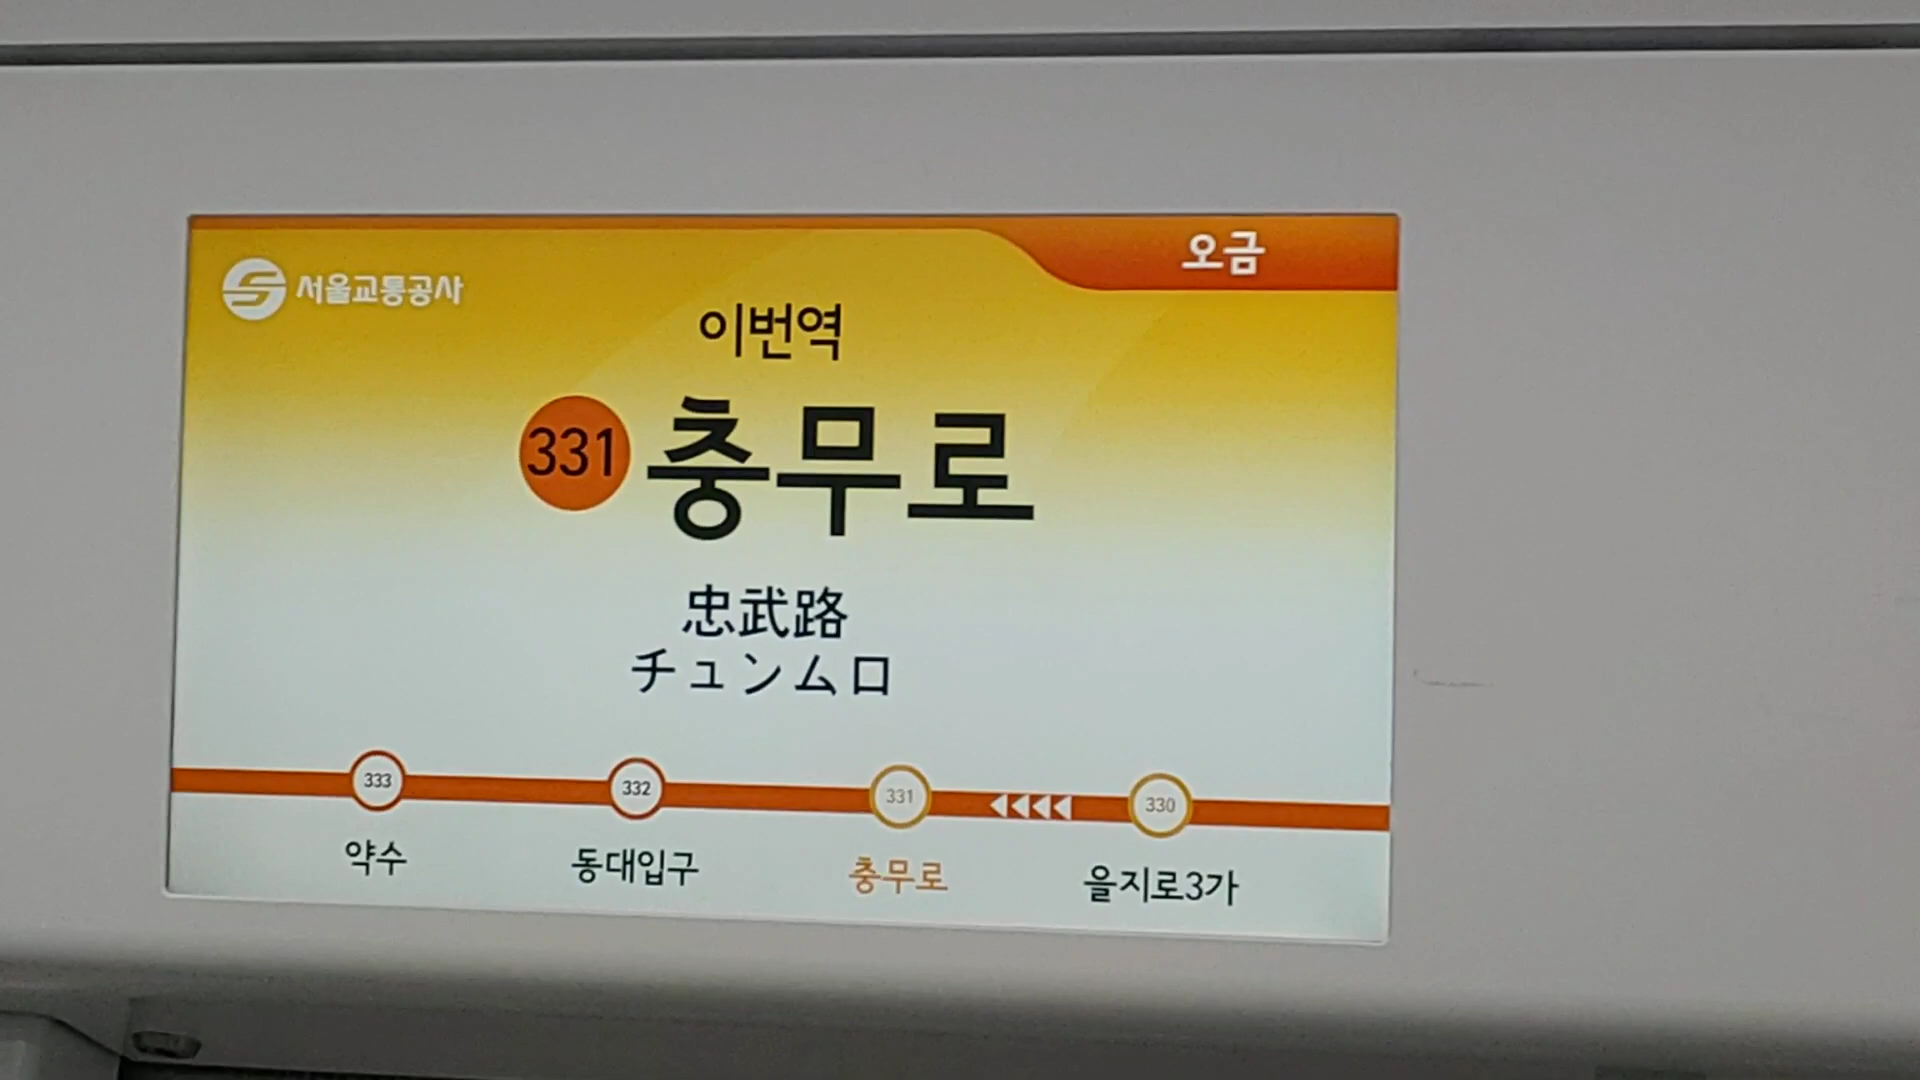 오금
서울교통공사
이번역
331 충무로
忠武路
チュンムロ
333 332 331 330
약수 동대입구 충무로 을지로3가